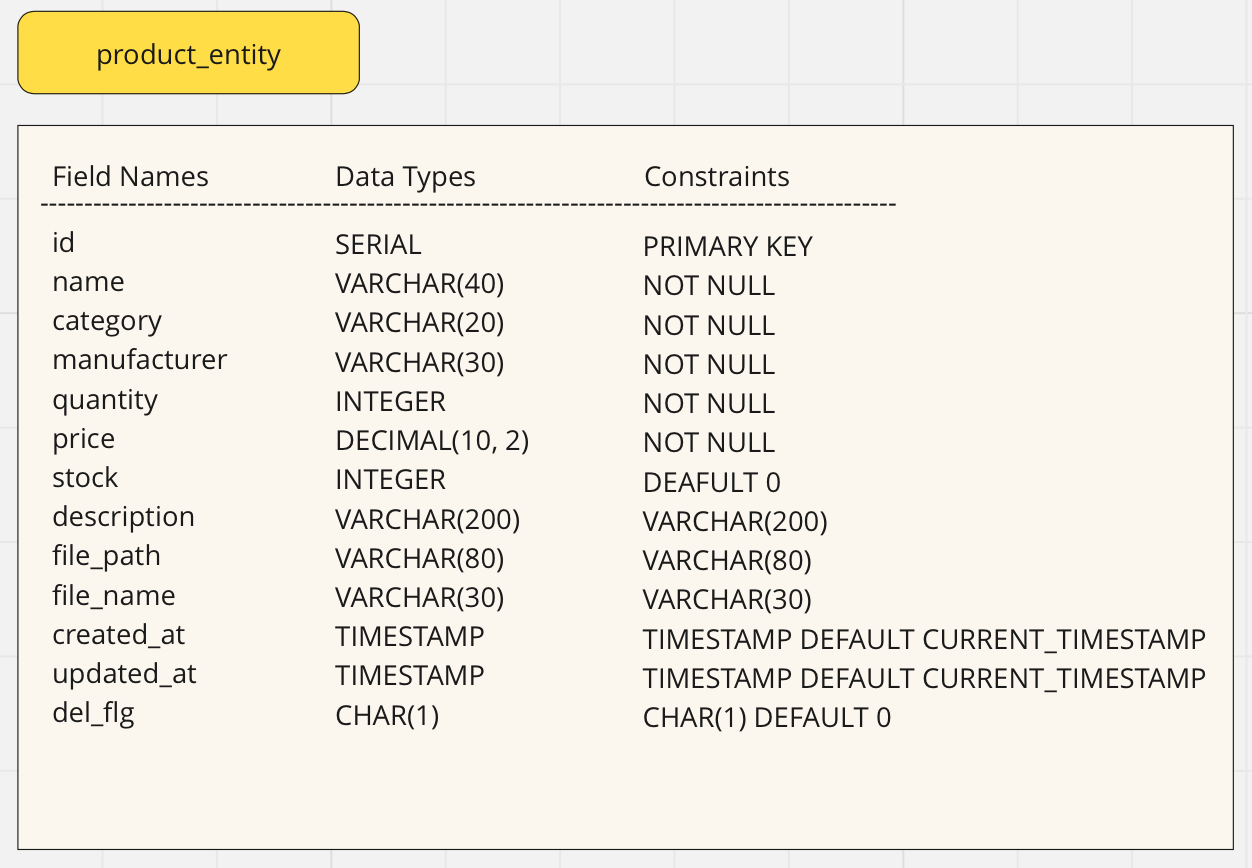 product_entity
Field Names Data Types Constraints
-----------------------------------------------------------------------------------------------
id SERIAL PRIMARY KEY
name VARCHAR(40) NOT NULL
category VARCHAR(20) NOT NULL
manufacturer VARCHAR(30) NOT NULL
quantity INTEGER NOT NULL
price DECIMAL(10, 2) NOT NULL
stock INTEGER DEAFULT 0
description VARCHAR(200) VARCHAR(200)
file_path VARCHAR(80) VARCHAR(80)
file_name VARCHAR(30) VARCHAR(30)
created_at TIMESTAMP TIMESTAMP DEFAULT CURRENT_TIMESTAMP
updated_at TIMESTAMP TIMESTAMP DEFAULT CURRENT_TIMESTAMP
del_flg CHAR(1) CHAR(1) DEFAULT 0